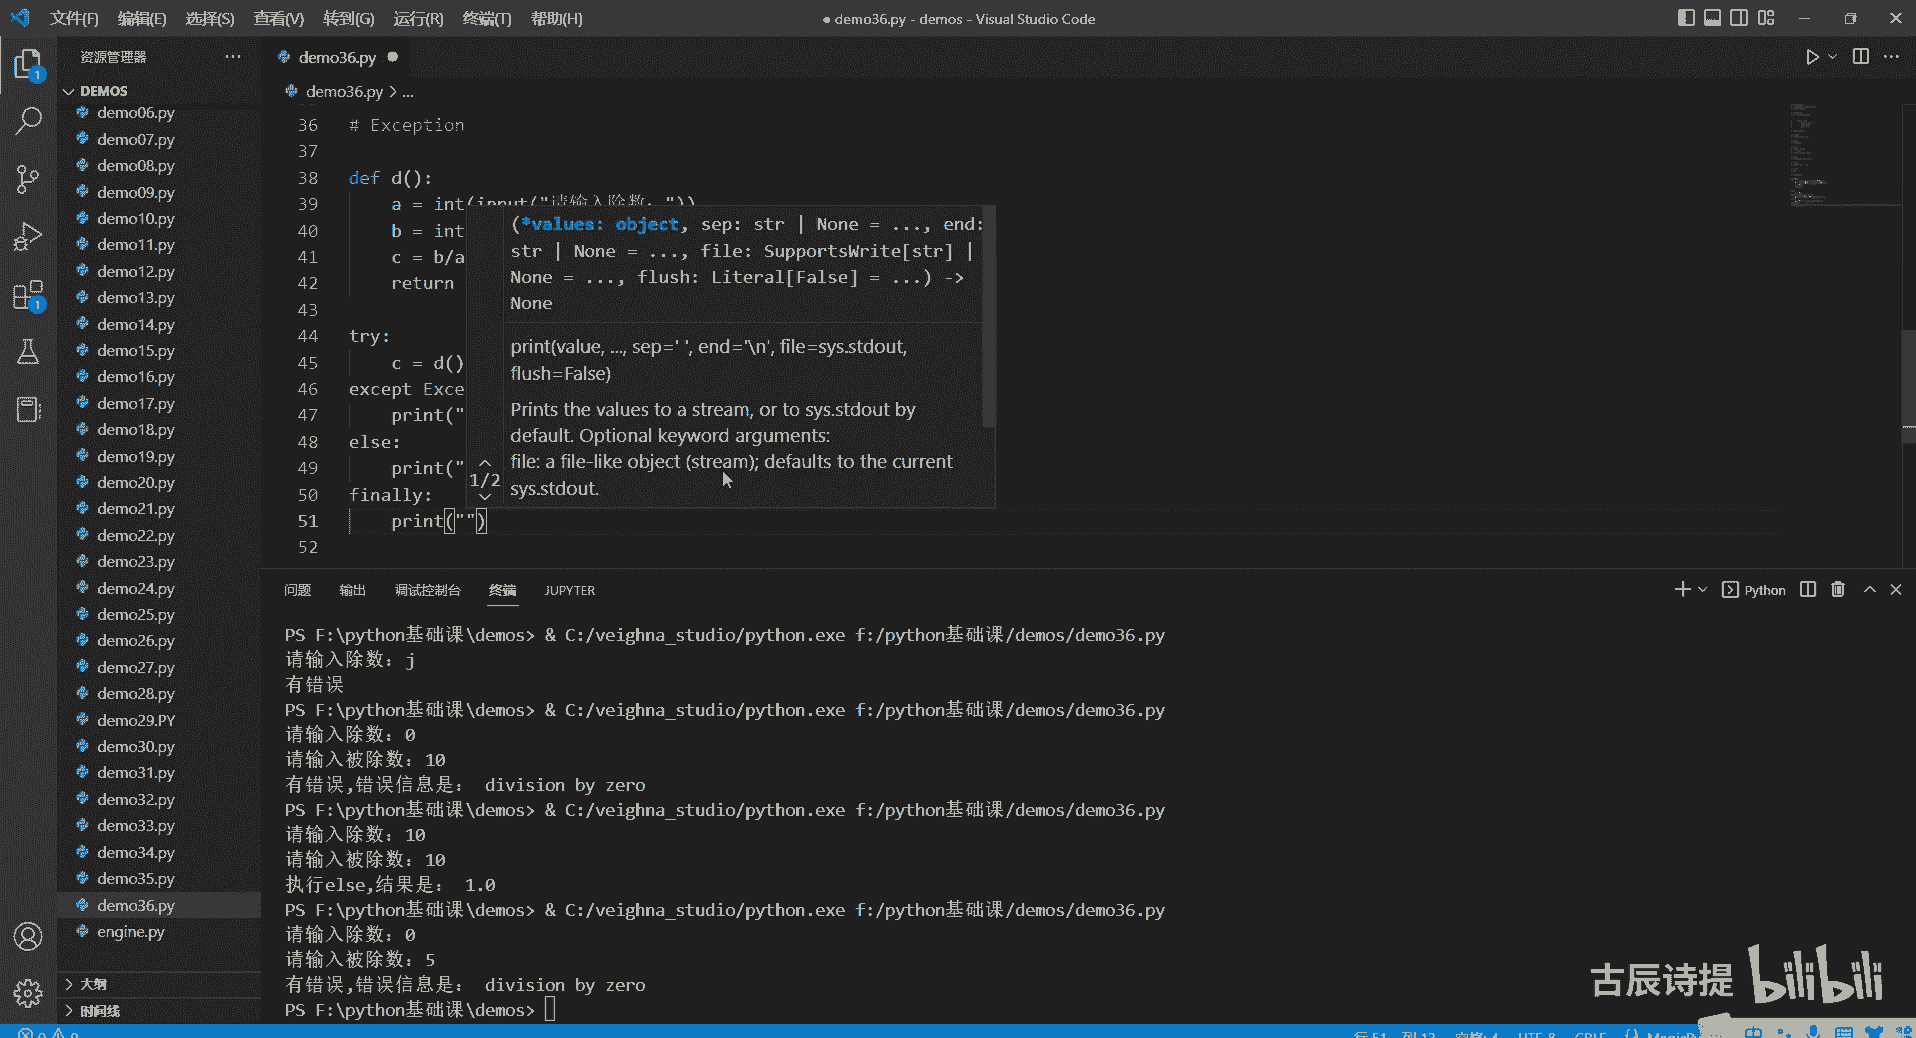 文件(F) 编辑(E) 选择(S) 查看(V) 转到(G) 运行(R) 终端(T) 帮助(H)
● demo36.py - demos - Visual Studio Code
资源管理器
DEMOS
demo06.py
demo07.py
demo08.py
demo09.py
demo10.py
demo11.py
demo12.py
demo13.py
demo14.py
demo15.py
demo16.py
demo17.py
demo18.py
demo19.py
demo20.py
demo21.py
demo22.py
demo23.py
demo24.py
demo25.py
demo26.py
demo27.py
demo28.py
demo29.PY
demo30.py
demo31.py
demo32.py
demo33.py
demo34.py
demo35.py
demo36.py
engine.py
大纲
时间线
demo36.py
demo36.py > ...
36 # Exception
37
38 def d():
39 a = int(input("请输入除数："))
40 b = int
41 c = b/a
42 return
43
44 try:
45 c = d()
46 except Exce
47 print("
48 else:
49 print("
50 finally:
51 print("")
52
(*values: object, sep: str | None = ..., end:
str | None = ..., file: SupportsWrite[str] |
None = ..., flush: Literal[False] = ...) ->
None
print(value, ..., sep=' ', end='\n', file=sys.stdout,
flush=False)
Prints the values to a stream, or to sys.stdout by
default. Optional keyword arguments:
file: a file-like object (stream); defaults to the current
sys.stdout.
1/2
问题 输出 调试控制台 终端 JUPYTER
Python
PS F:\python基础课\demos> & C:/veighna_studio/python.exe f:/python基础课/demos/demo36.py
请输入除数：j
有错误
PS F:\python基础课\demos> & C:/veighna_studio/python.exe f:/python基础课/demos/demo36.py
请输入除数：0
请输入被除数：10
有错误,错误信息是： division by zero
PS F:\python基础课\demos> & C:/veighna_studio/python.exe f:/python基础课/demos/demo36.py
请输入除数：10
请输入被除数：10
执行else,结果是： 1.0
PS F:\python基础课\demos> & C:/veighna_studio/python.exe f:/python基础课/demos/demo36.py
请输入除数：0
请输入被除数：5
有错误,错误信息是： division by zero
PS F:\python基础课\demos>
古辰诗提 bilibili